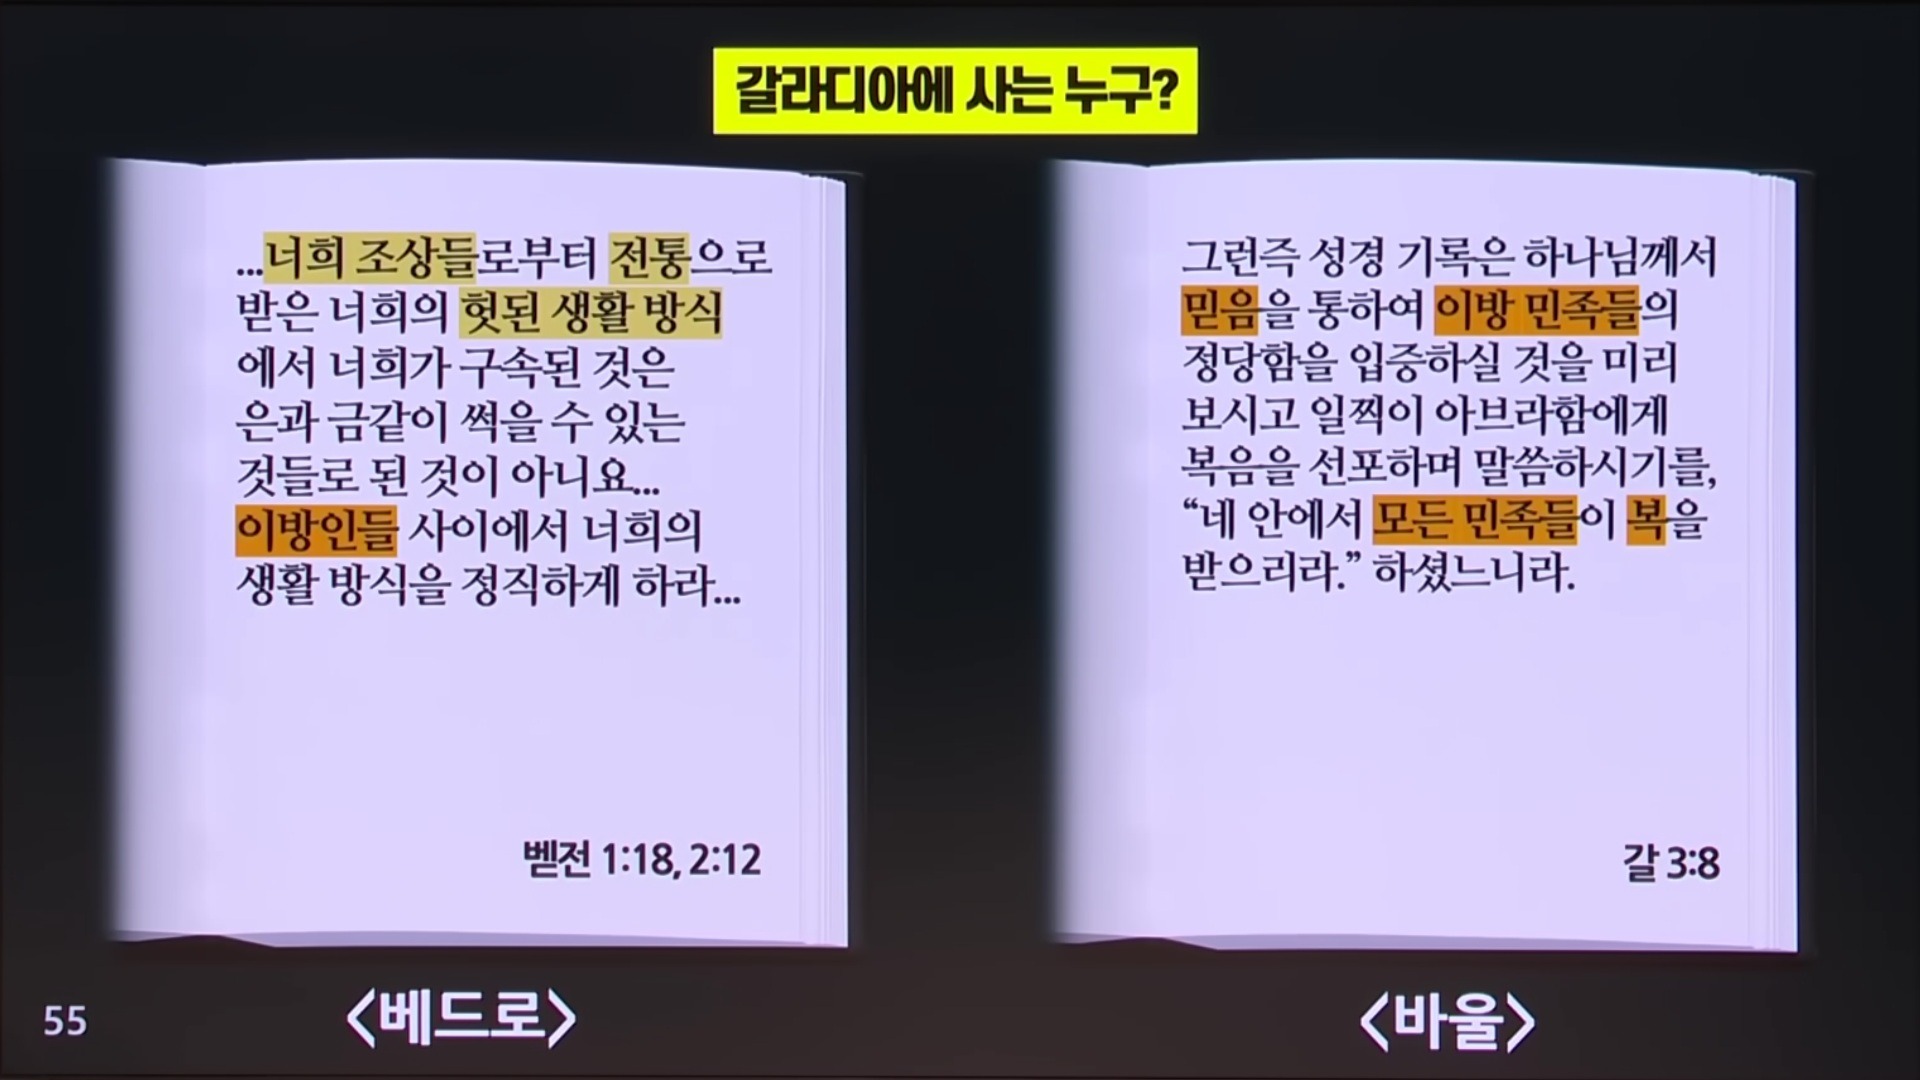 갈라디아에 사는 누구?
...너희 조상들로부터 전통으로
받은 너희의 헛된 생활 방식
에서 너희가 구속된 것은
은과 금같이 썩을 수 있는
것들로 된 것이 아니요...
이방인들 사이에서 너희의
생활 방식을 정직하게 하라...
벧전 1:18, 2:12
<베드로>
그런즉 성경 기록은 하나님께서
믿음을 통하여 이방 민족들의
정당함을 입증하실 것을 미리
보시고 일찍이 아브라함에게
복음을 선포하며 말씀하시기를,
“네 안에서 모든 민족들이 복을
받으리라.” 하셨느니라.
갈 3:8
<바울>
55